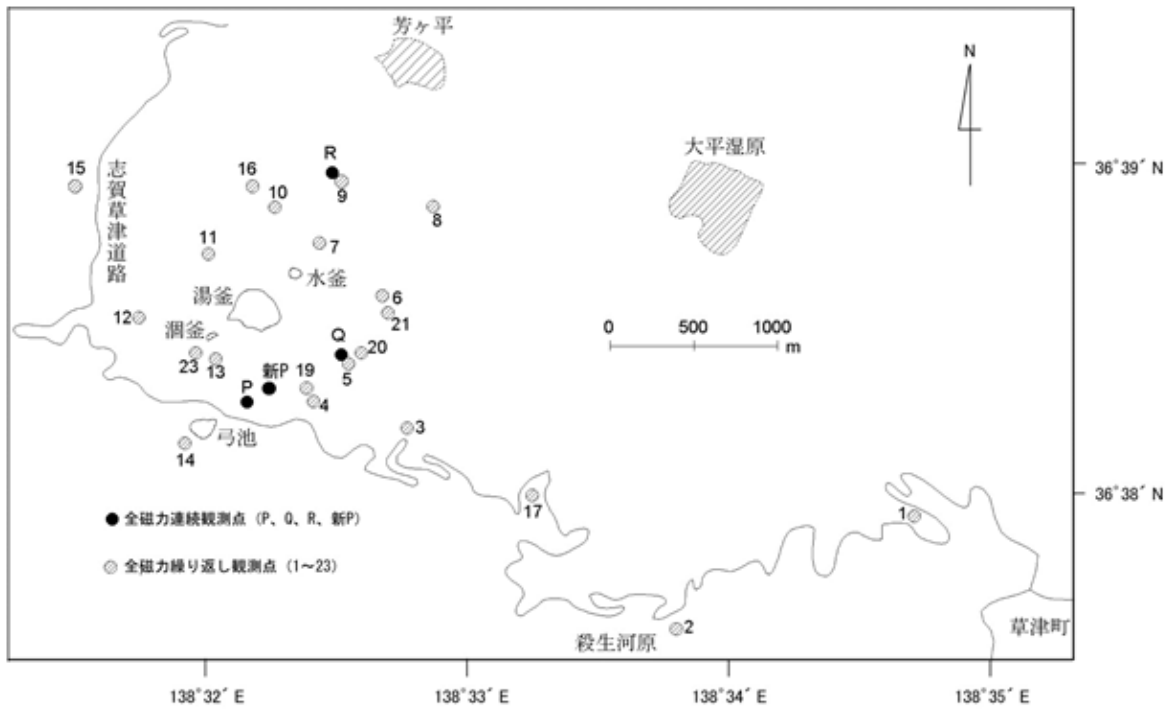 芳ヶ平
N
大平湿原
36°39′ N
15
志賀草津道路
16
R
10
9
8
11
7
水釜
湯釜
6
21
12
涸釜
Q
20
0 500 1000
m
23
13
5
新P
19
P
4
3
弓池
14
36°38′ N
17
1
● 全磁力連続観測点 (P、Q、R、新P)
全磁力繰り返し観測点 (1～23)
2
殺生河原
草津町
138°32′ E
138°33′ E
138°34′ E
138°35′ E